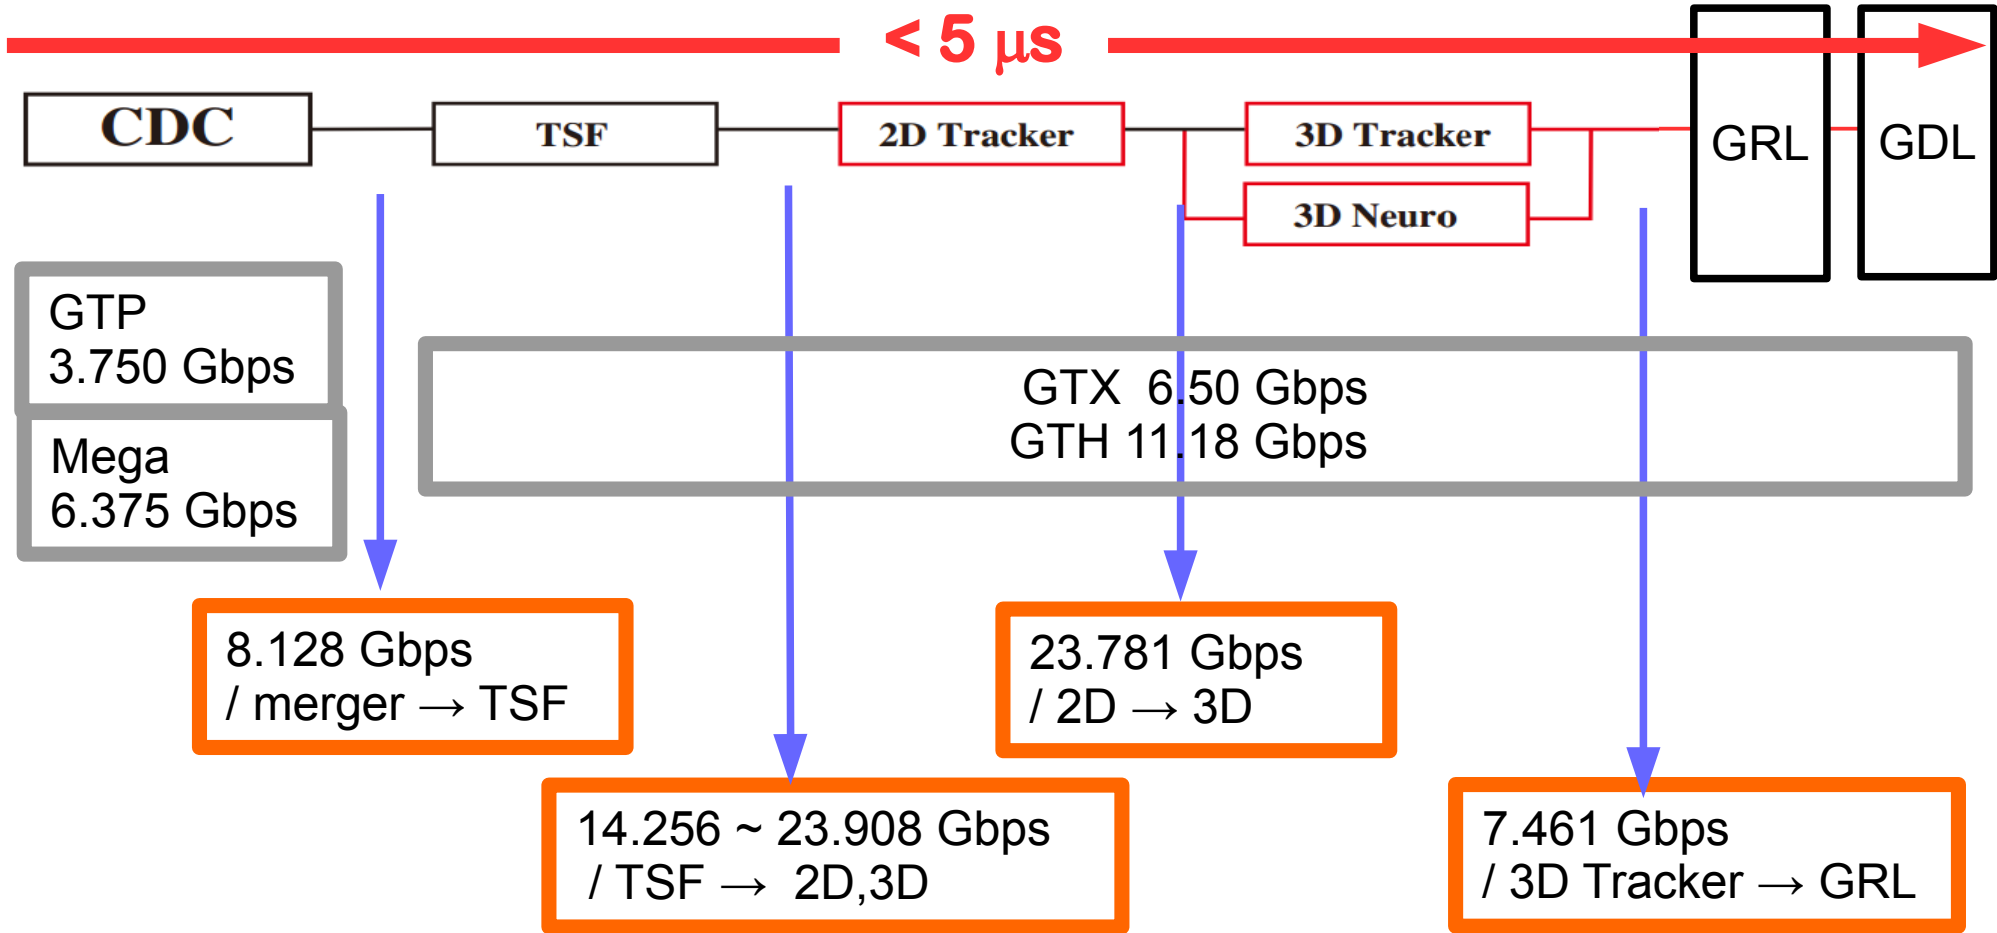 < 5 μs
CDC
TSF
2D Tracker
3D Tracker
GRL
GDL
3D Neuro
GTP
3.750 Gbps
Mega
6.375 Gbps
GTX 6.50 Gbps
GTH 11.18 Gbps
8.128 Gbps
/ merger → TSF
23.781 Gbps
/ 2D → 3D
14.256 ~ 23.908 Gbps
/ TSF → 2D,3D
7.461 Gbps
/ 3D Tracker → GRL